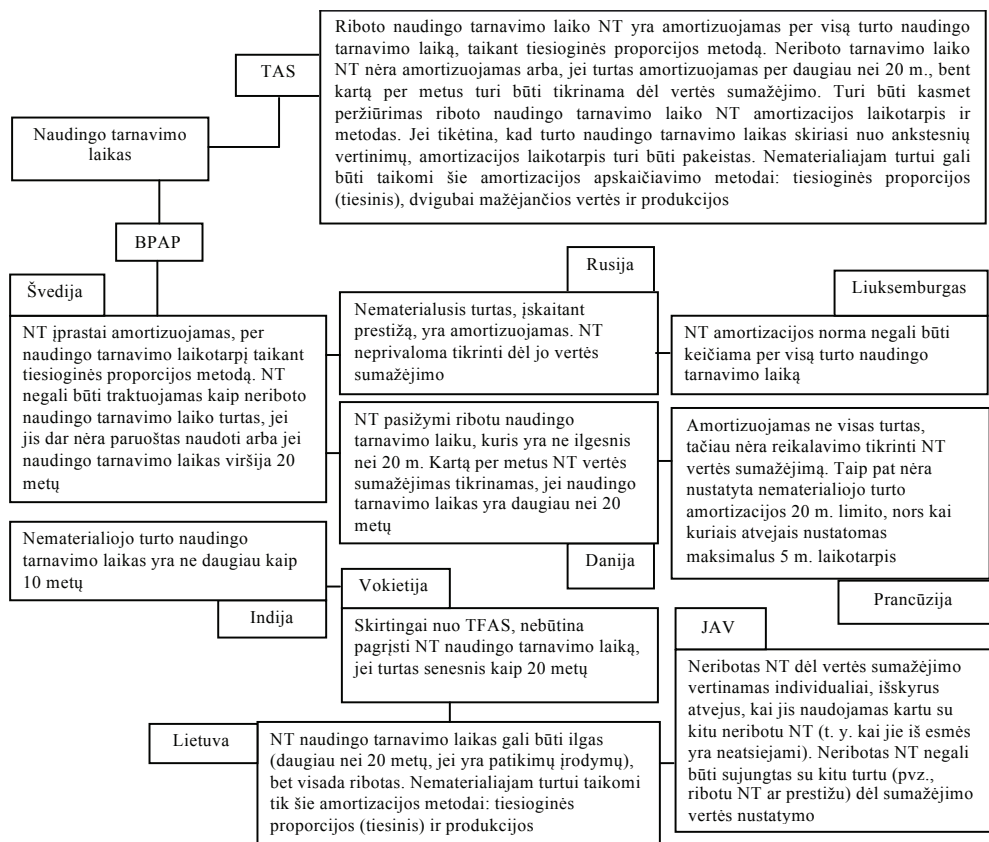 Riboto naudingo tarnavimo laiko NT yra amortizuojamas per visą turto naudingo
tarnavimo laiką, taikant tiesioginės proporcijos metodą. Neriboto tarnavimo laiko
NT nėra amortizuojamas arba, jei turtas amortizuojamas per daugiau nei 20 m., bent
kartą per metus turi būti tikrinama dėl vertės sumažėjimo. Turi būti kasmet
peržiūrimas riboto naudingo tarnavimo laiko NT amortizacijos laikotarpis ir
metodas. Jei tikėtina, kad turto naudingo tarnavimo laikas skiriasi nuo ankstesnių
vertinimų, amortizacijos laikotarpis turi būti pakeistas. Nematerialiajam turtui gali
būti taikomi šie amortizacijos apskaičiavimo metodai: tiesioginės proporcijos
(tiesinis), dvigubai mažėjančios vertės ir produkcijos
TAS
Naudingo tarnavimo
laikas
BPAP
Švedija
NT įprastai amortizuojamas, per
naudingo tarnavimo laikotarpį taikant
tiesioginės proporcijos metodą. NT
negali būti traktuojamas kaip neriboto
naudingo tarnavimo laiko turtas, jei
jis dar nėra paruoštas naudoti arba jei
naudingo tarnavimo laikas viršija 20
metų
Rusija
Nematerialusis turtas, įskaitant
prestižą, yra amortizuojamas. NT
neprivaloma tikrinti dėl jo vertės
sumažėjimo
Liuksemburgas
NT amortizacijos norma negali būti
keičiama per visą turto naudingo
tarnavimo laiką
NT pasižymi ribotu naudingo
tarnavimo laiku, kuris yra ne ilgesnis
nei 20 m. Kartą per metus NT vertės
sumažėjimas tikrinamas, jei naudingo
tarnavimo laikas yra daugiau nei 20
metų
Danija
Amortizuojamas ne visas turtas,
tačiau nėra reikalavimo tikrinti NT
vertės sumažėjimą. Taip pat nėra
nustatyta nematerialiojo turto
amortizacijos 20 m. limito, nors kai
kuriais atvejais nustatomas
maksimalus 5 m. laikotarpis
Prancūzija
Nematerialiojo turto naudingo
tarnavimo laikas yra ne daugiau kaip
10 metų
Indija
Vokietija
Skirtingai nuo TFAS, nebūtina
pagrįsti NT naudingo tarnavimo laiką,
jei turtas senesnis kaip 20 metų
JAV
Neribotas NT dėl vertės sumažėjimo
vertinamas individualiai, išskyrus
atvejus, kai jis naudojamas kartu su
kitu neribotu NT (t. y. kai jie iš esmės
yra neatsiejami). Neribotas NT negali
būti sujungtas su kitu turtu (pvz.,
ribotu NT ar prestižu) dėl sumažėjimo
vertės nustatymo
Lietuva
NT naudingo tarnavimo laikas gali būti ilgas
(daugiau nei 20 metų, jei yra patikimų įrodymų),
bet visada ribotas. Nematerialiajam turtui taikomi
tik šie amortizacijos metodai: tiesioginės
proporcijos (tiesinis) ir produkcijos